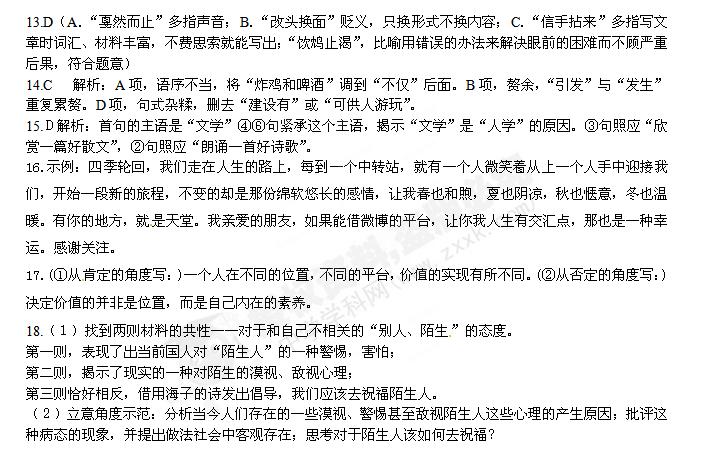 13.D（A．“戛然而止”多指声音；B．“改头换面”贬义，只换形式不换内容；C．“信手拈来”多指写文
章时词汇、材料丰富，不费思索就能写出；“饮鸩止渴”，比喻用错误的办法来解决眼前的困难而不顾严重
后果，符合题意）
14.C 解析：A 项，语序不当，将“炸鸡和啤酒”调到“不仅”后面。B 项，赘余，“引发”与“发生”
重复累赘。D 项，句式杂糅，删去“建设有”或“可供人游玩”。
15.D解析：首句的主语是“文学”④⑥句紧承这个主语，揭示“文学”是“人学”的原因。③句照应“欣
赏一篇好散文”，②句照应“朗诵一首好诗歌”。
16.示例：四季轮回，我们走在人生的路上，每到一个中转站，就有一个人微笑着从上一个人手中迎接我
们，开始一段新的旅程，不变的却是那份绵软悠长的感情，让我春也和煦，夏也阴凉，秋也惬意，冬也温
暖。有你的地方，就是天堂。我亲爱的朋友，如果能借微博的平台，让你我人生有交汇点，那也是一种幸
运。感谢关注。
17.(①从肯定的角度写：)一个人在不同的位置，不同的平台，价值的实现有所不同。(②从否定的角度写：)
决定价值的并非是位置，而是自己内在的素养。
18.（1）找到两则材料的共性——对于和自己不相关的“别人、陌生”的态度。
第一则，表现了出当前国人对“陌生人”的一种警惕，害怕；
第二则，揭示了现实的一种对陌生的漠视、敌视心理；
第三则恰好相反，借用海子的诗发出倡导，我们应该去祝福陌生人。
（2）立意角度示范：分析当今人们存在的一些漠视、警惕甚至敌视陌生人这些心理的产生原因；批评这
种病态的现象，并提出做法社会中客观存在；思考对于陌生人该如何去祝福？